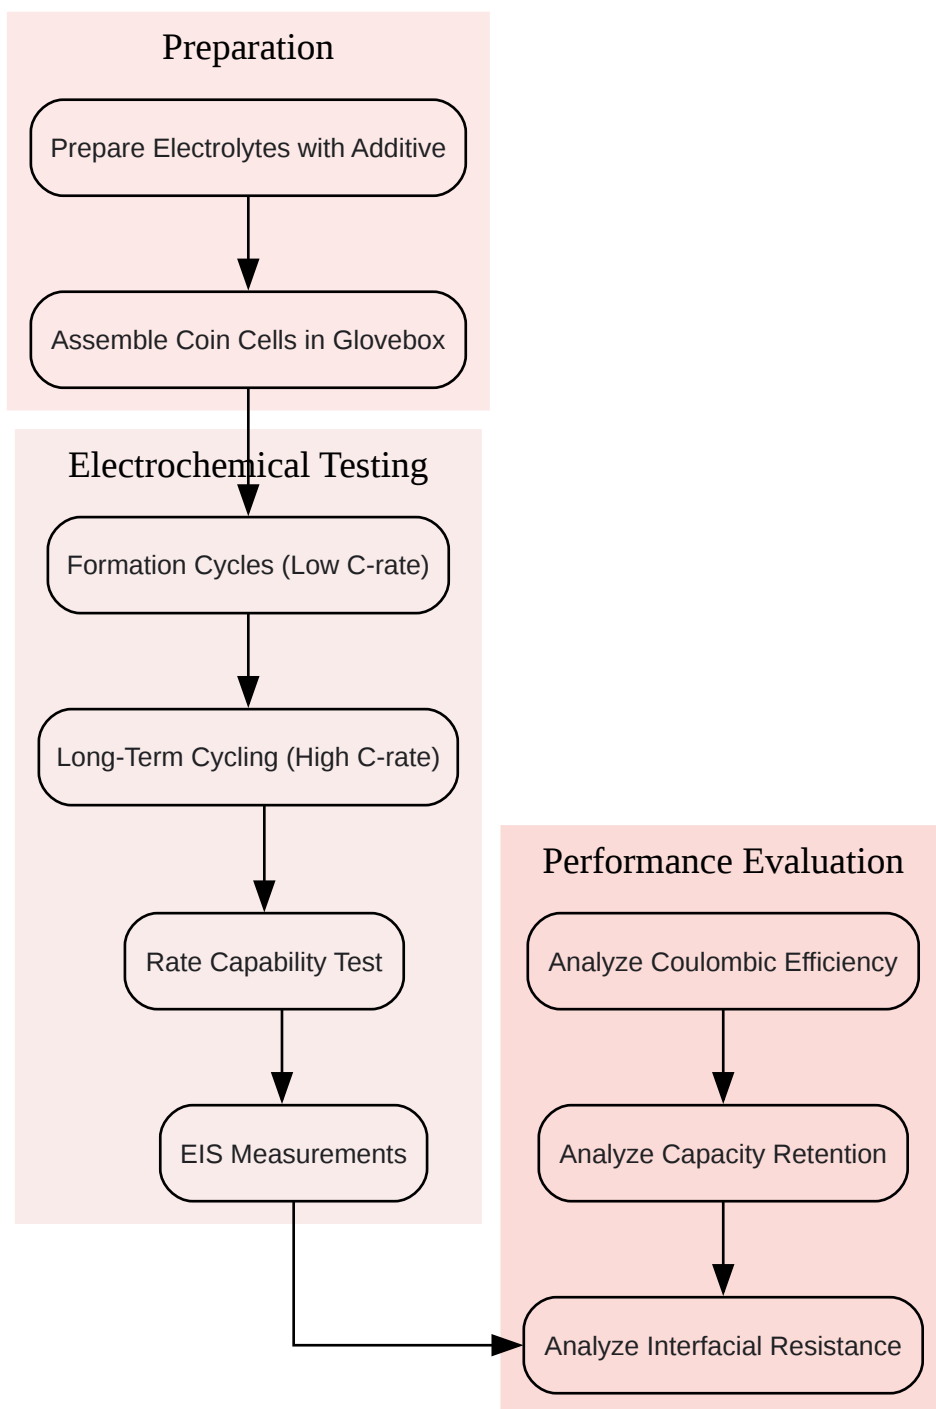 Preparation
Prepare Electrolytes with Additive
Assemble Coin Cells in Glovebox
Electrochemical Testing
Formation Cycles (Low C-rate)
Long-Term Cycling (High C-rate)
Rate Capability Test
EIS Measurements
Performance Evaluation
Analyze Coulombic Efficiency
Analyze Capacity Retention
Analyze Interfacial Resistance